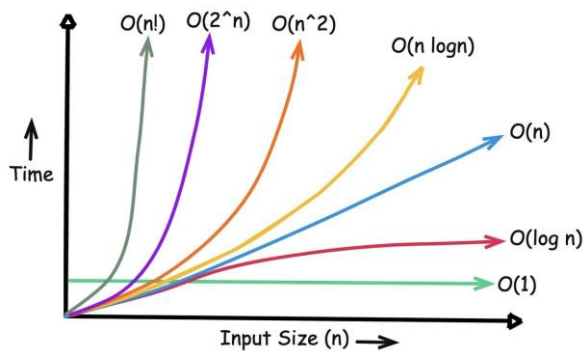 O(n!)
O(2^n)
O(n^2)
O(n logn)
O(n)
Time
O(log n)
O(1)
Input Size (n)